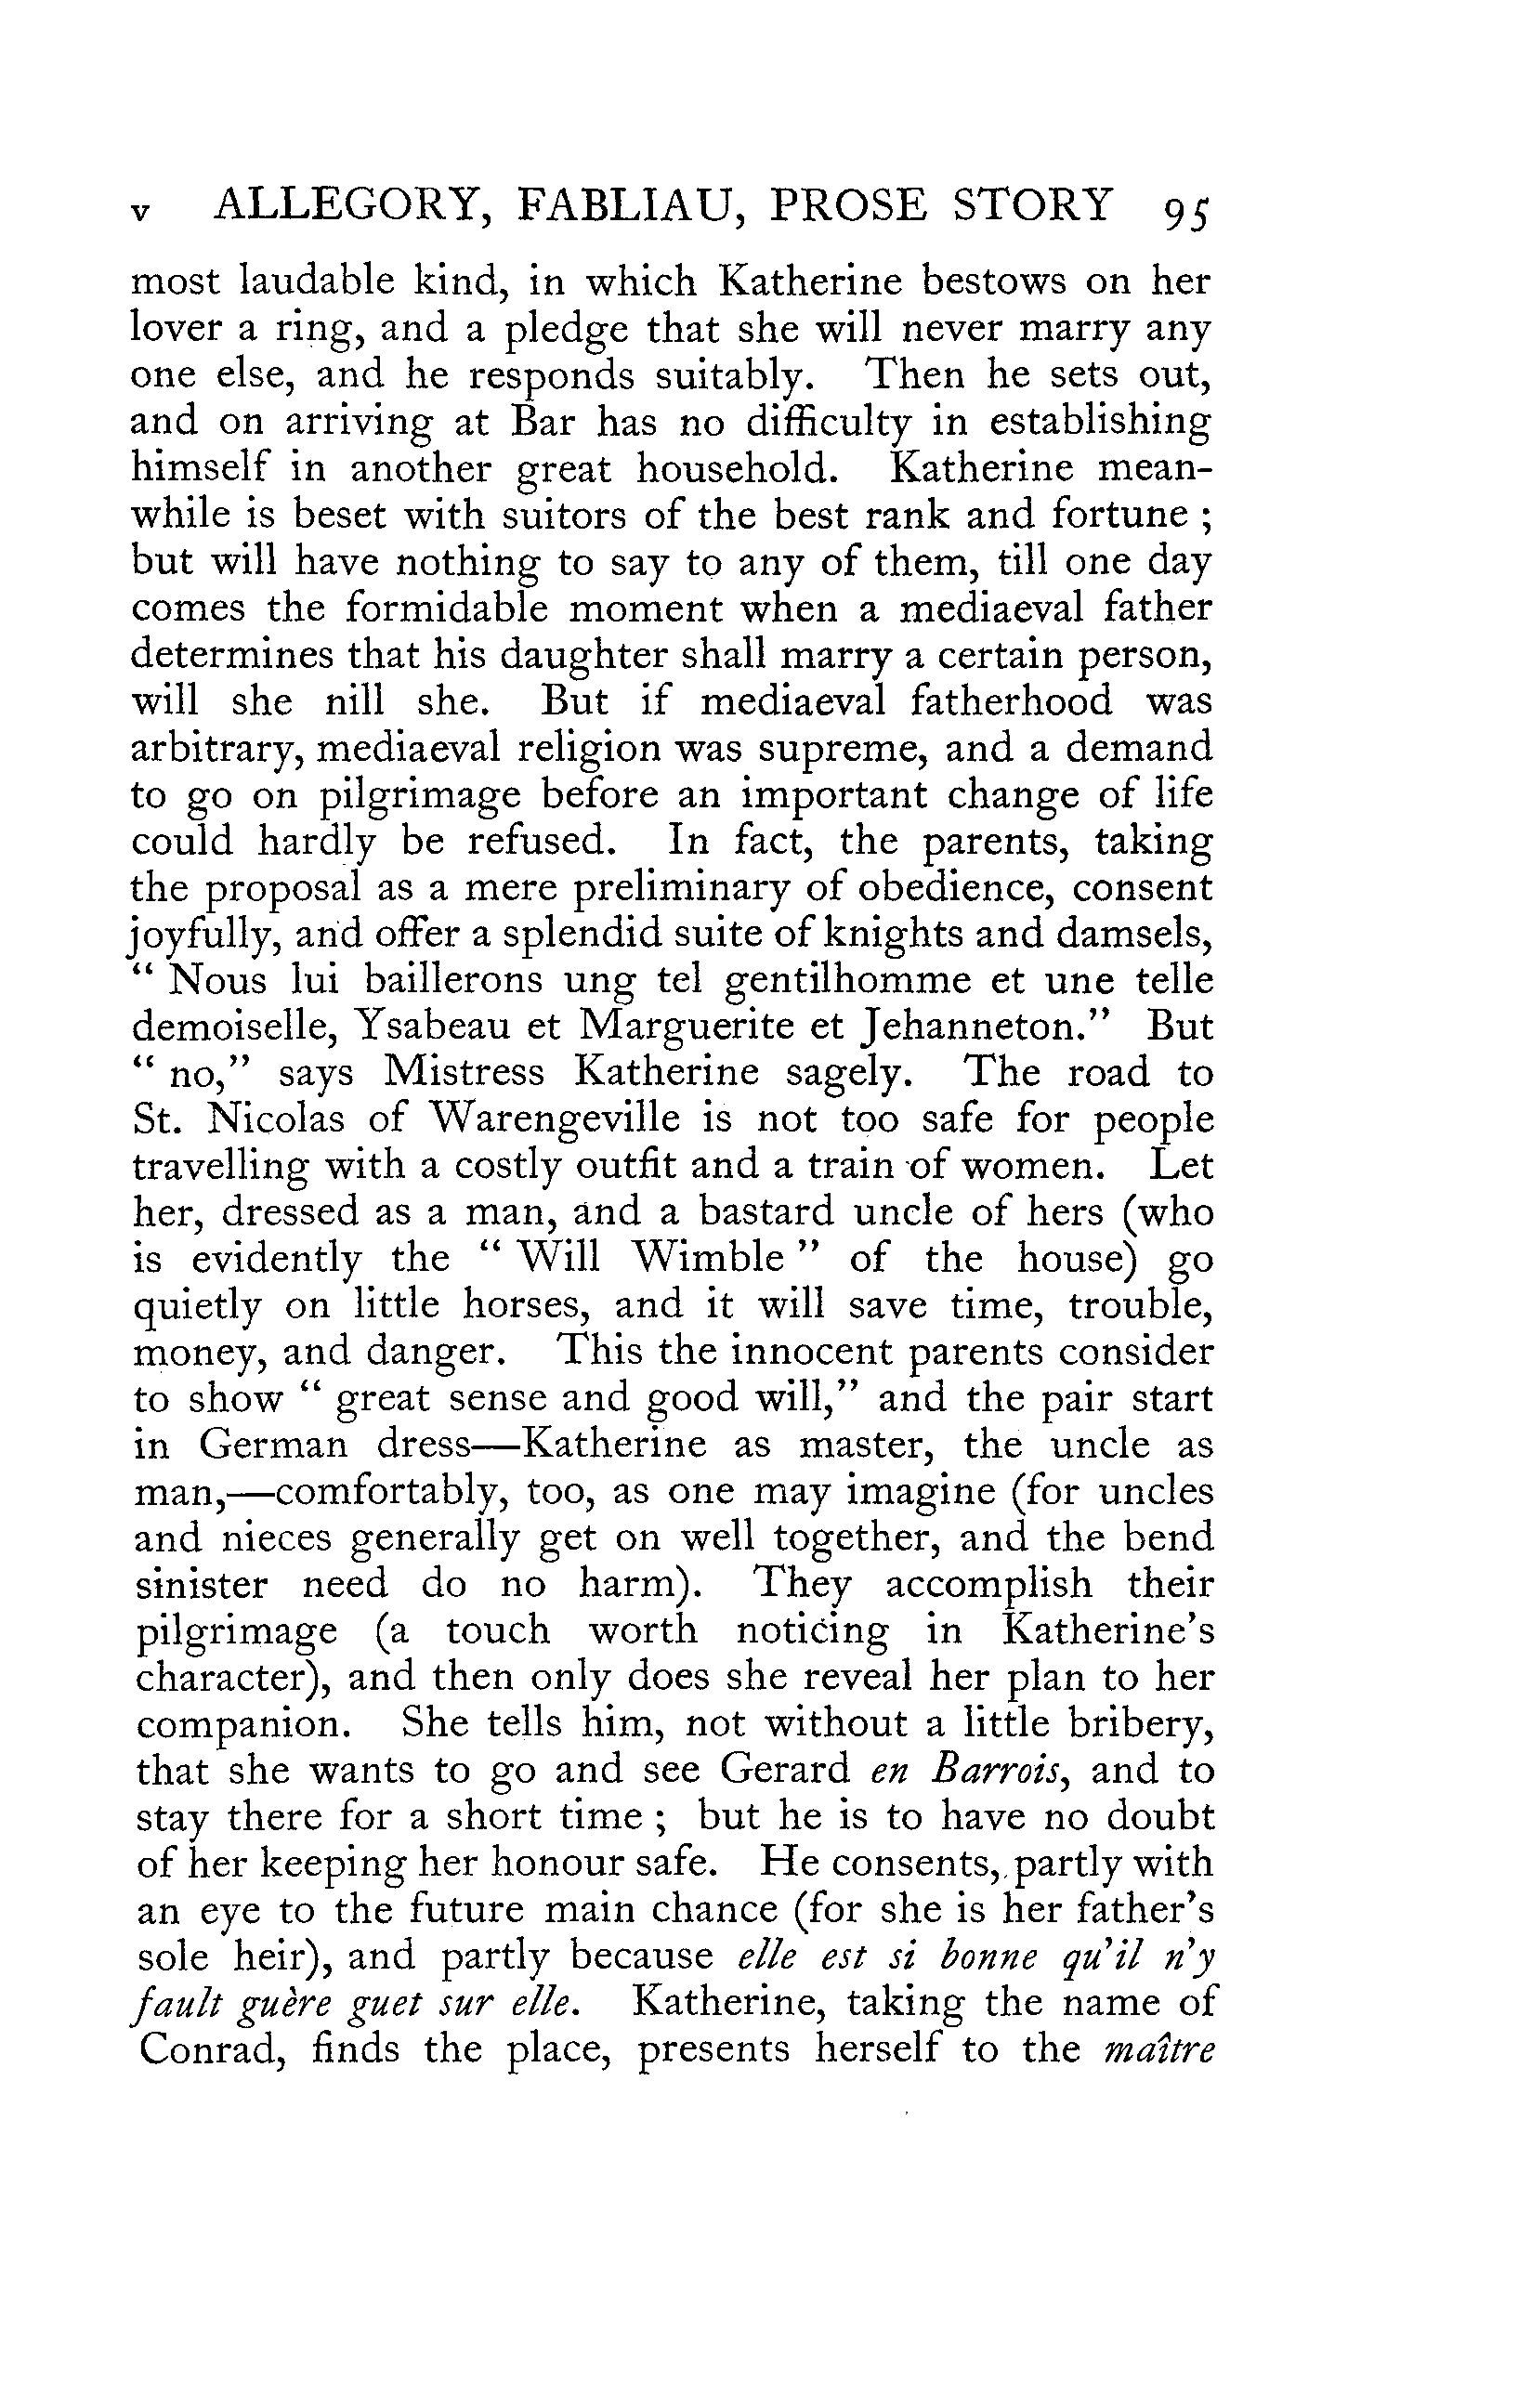 v ALLEGORY, FABLIAU, PROSE STORY 95
most laudable kind, in which Katherine bestows on her
lover a ring, and a pledge that she will never marry any
one else, and he responds suitably. Then he sets out,
and on arriving at Bar has no difficulty in establishing
himself in another great household. Katherine mean-
while is beset with suitors of the best rank and fortune ;
but will have nothing to say to any of them, till one day
comes the formidable moment when a mediaeval father
determines that his daughter shall marry a certain person,
will she nill she. But if mediaeval fatherhood was
arbitrary, mediaeval religion was supreme, and a demand
to go on pilgrimage before an important change of life
could hardly be refused. In fact, the parents, taking
the proposal as a mere preliminary of obedience, consent
joyfully, and offer a splendid suite of knights and damsels,
“ Nous lui baillerons ung tel gentilhomme et une telle
demoiselle, Ysabeau et Marguerite et Jehanneton.” But
“ no,” says Mistress Katherine sagely. The road to
St. Nicolas of Warengeville is not too safe for people
travelling with a costly outfit and a train of women. Let
her, dressed as a man, and a bastard uncle of hers (who
is evidently the “ Will Wimble ” of the house) go
quietly on little horses, and it will save time, trouble,
money, and danger. This the innocent parents consider
to show “ great sense and good will,” and the pair start
in German dress—Katherine as master, the uncle as
man,—comfortably, too, as one may imagine (for uncles
and nieces generally get on well together, and the bend
sinister need do no harm). They accomplish their
pilgrimage (a touch worth noticing in Katherine’s
character), and then only does she reveal her plan to her
companion. She tells him, not without a little bribery,
that she wants to go and see Gerard en Barrois, and to
stay there for a short time ; but he is to have no doubt
of her keeping her honour safe. He consents, partly with
an eye to the future main chance (for she is her father’s
sole heir), and partly because elle est si bonne qu’il n’y
fault guère guet sur elle. Katherine, taking the name of
Conrad, finds the place, presents herself to the maître